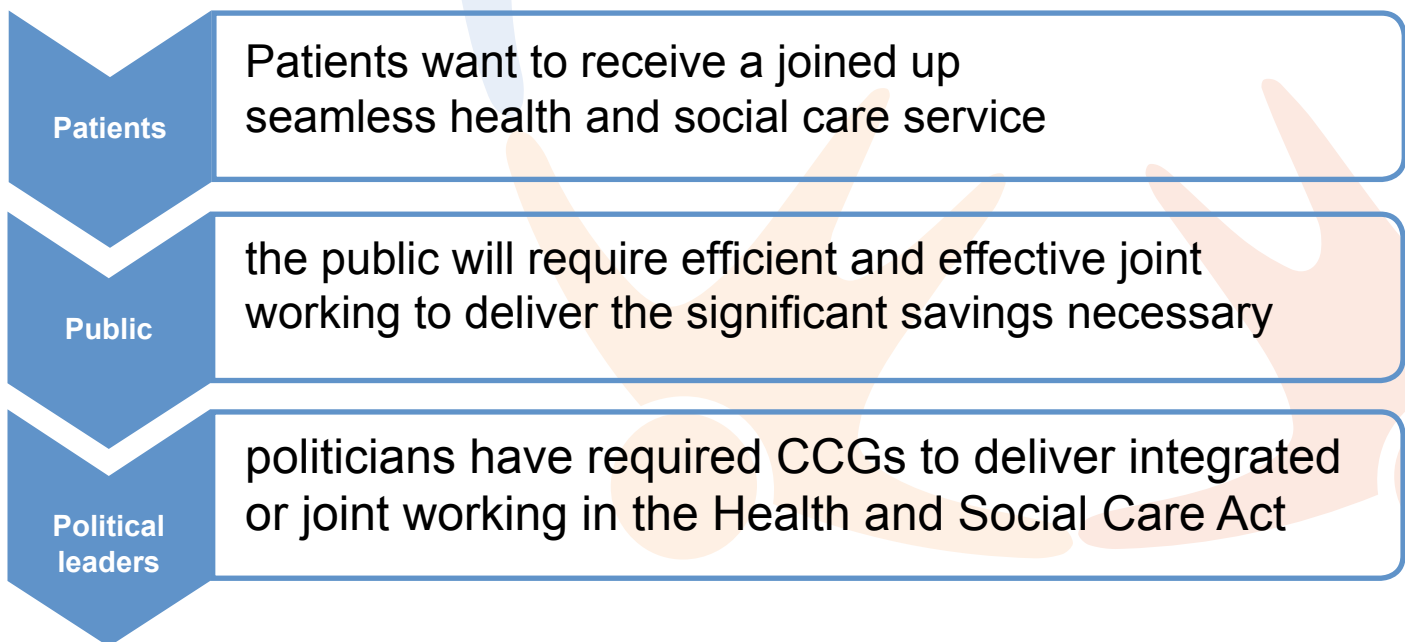 Patients
Patients want to receive a joined up
seamless health and social care service
Public
the public will require efficient and effective joint
working to deliver the significant savings necessary
Political
leaders
politicians have required CCGs to deliver integrated
or joint working in the Health and Social Care Act